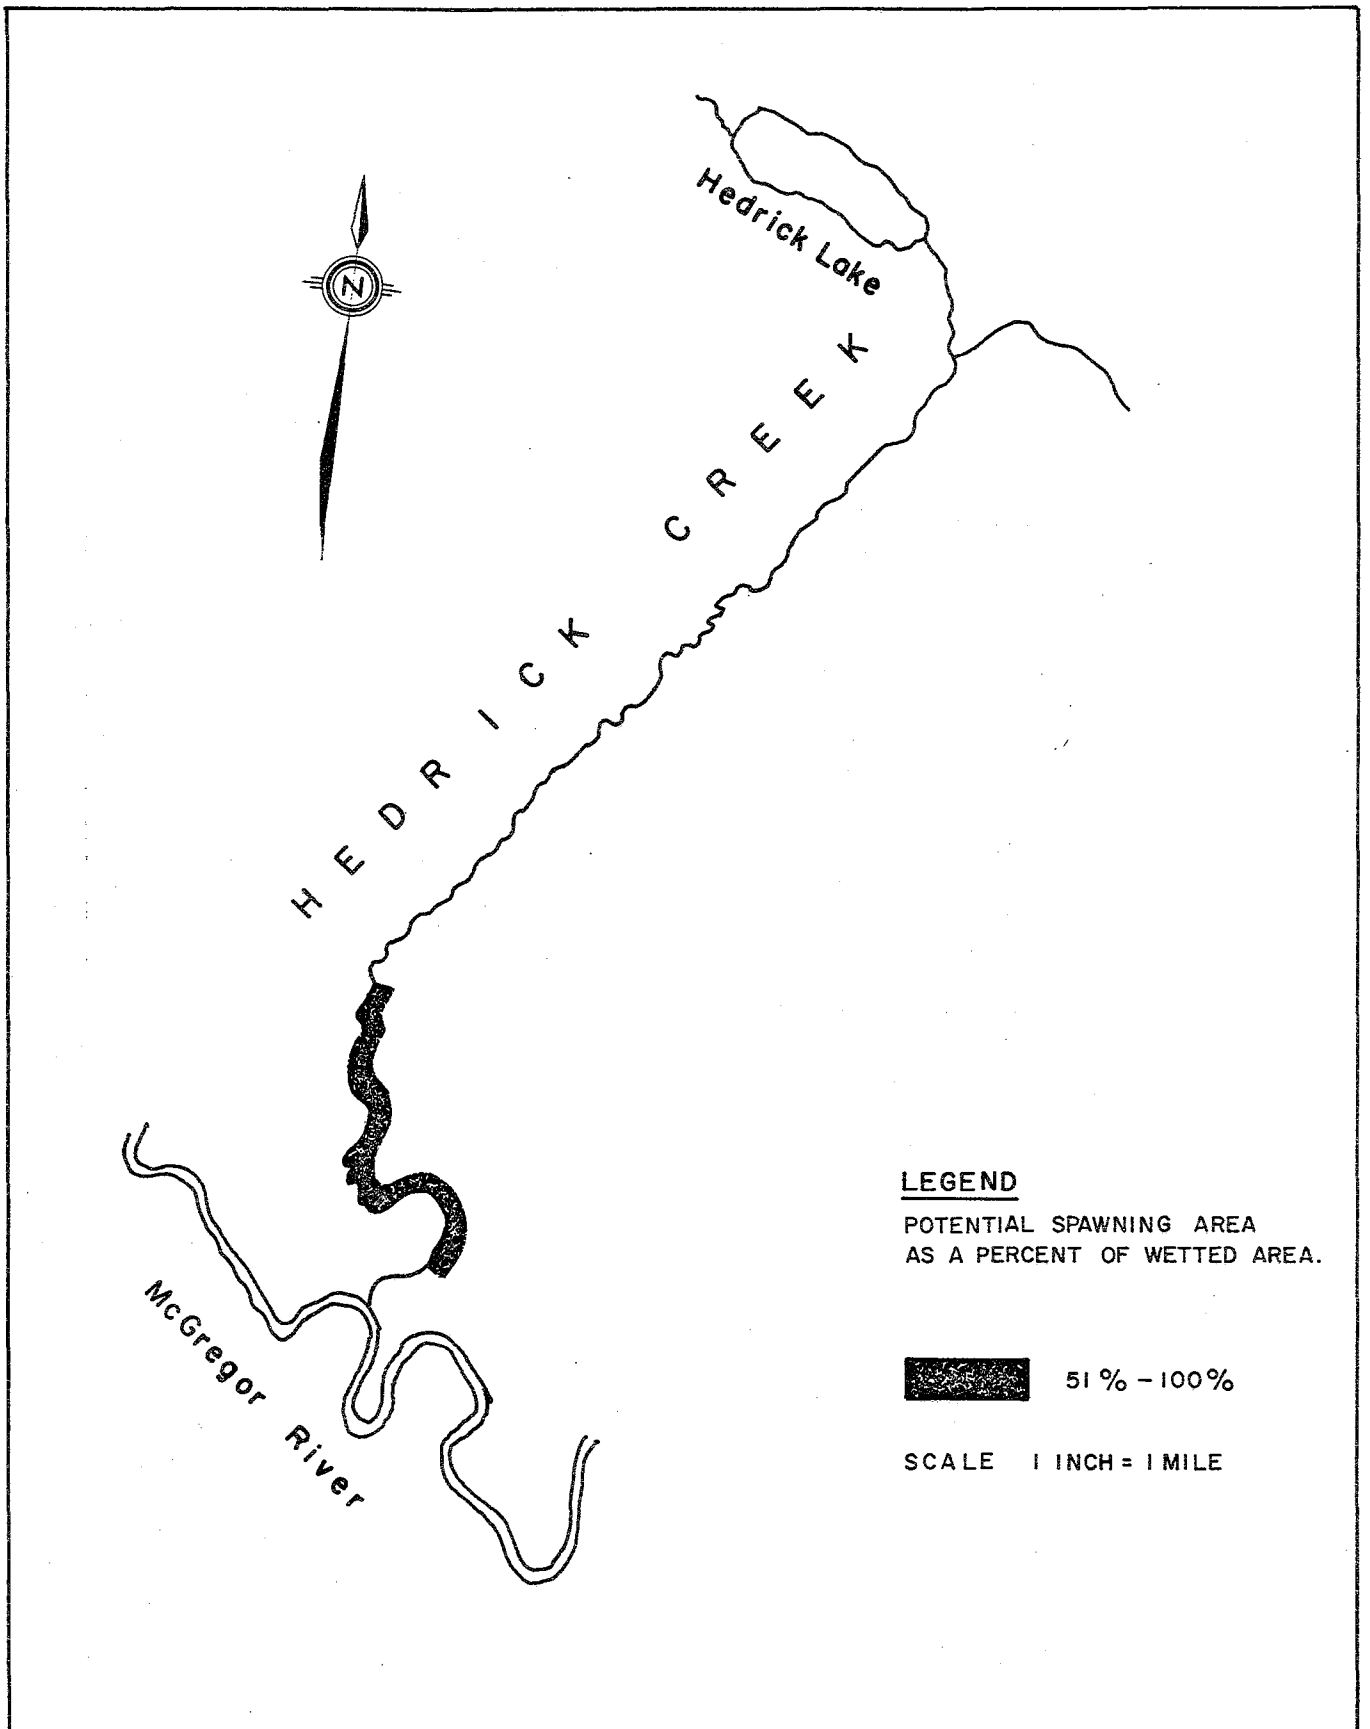 Hedrick Lake
N
HEDRICK CREEK
McGregor River
LEGEND
POTENTIAL SPAWNING AREA
AS A PERCENT OF WETTED AREA.
51% - 100%
SCALE 1 INCH = 1 MILE